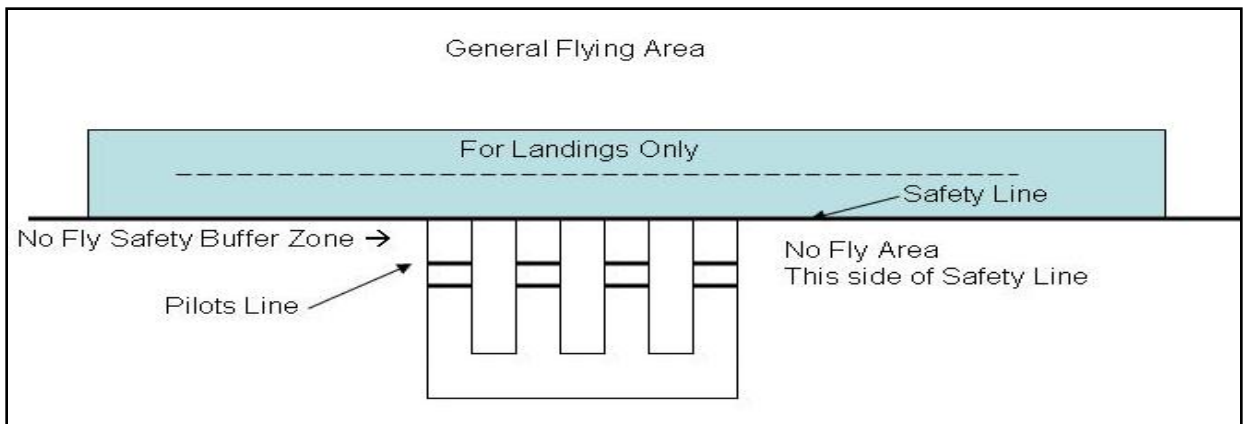 General Flying Area
For Landings Only
Safety Line
No Fly Safety Buffer Zone →
No Fly Area
This side of Safety Line
Pilots Line